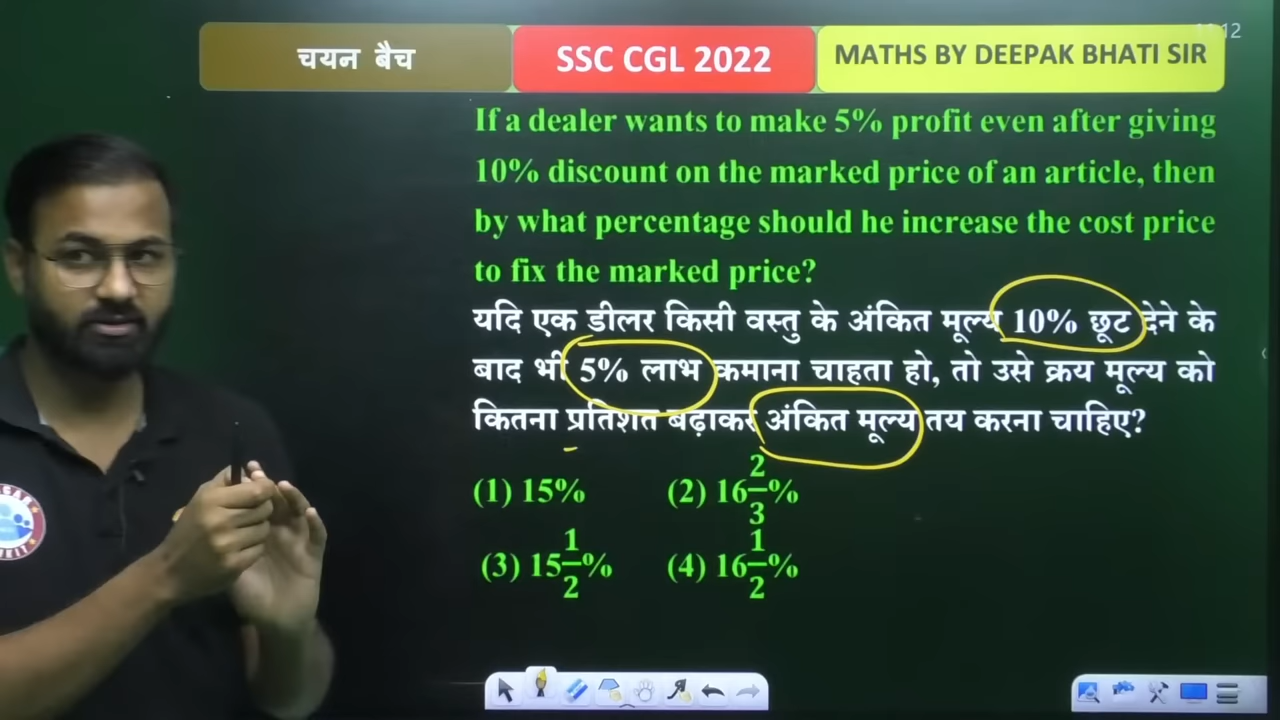 चयन बैच
SSC CGL 2022
MATHS BY DEEPAK BHATI SIR
If a dealer wants to make 5% profit even after giving
10% discount on the marked price of an article, then
by what percentage should he increase the cost price
to fix the marked price?
यदि एक डीलर किसी वस्तु के अंकित मूल्य 10% छूट देने के
बाद भी 5% लाभ कमाना चाहता हो, तो उसे क्रय मूल्य को
कितना प्रतिशत बढ़ाकर अंकित मूल्य तय करना चाहिए?
(1) 15% (2) 16 2/3%
(3) 15 1/2% (4) 16 1/2%